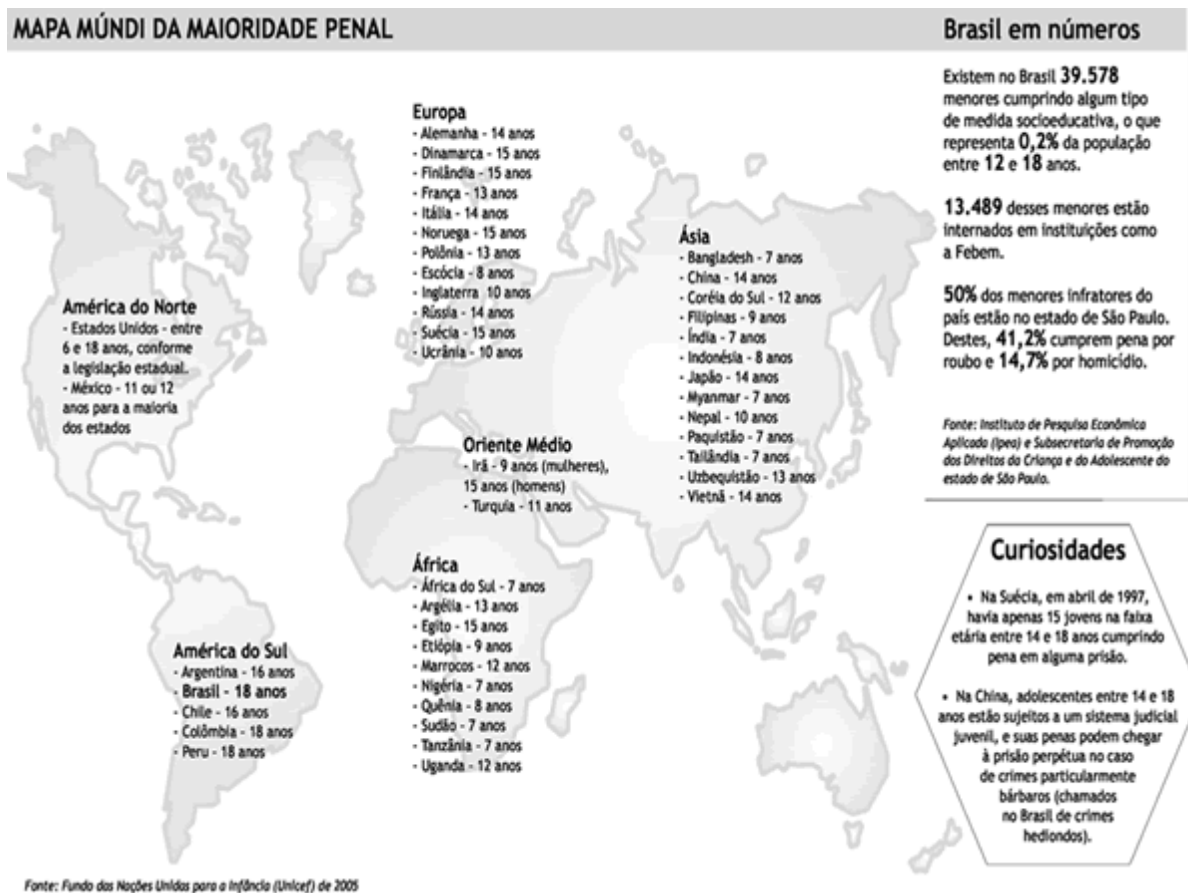 MAPA MÚNDI DA MAIORIDADE PENAL
América do Norte
- Estados Unidos - entre
6 e 18 anos, conforme
a legislação estadual.
- México - 11 ou 12
anos para a maioria
dos estados
América do Sul
- Argentina - 16 anos
- Brasil - 18 anos
- Chile - 16 anos
- Colômbia - 18 anos
- Peru - 18 anos
Europa
- Alemanha - 14 anos
- Dinamarca - 15 anos
- Finlândia - 15 anos
- França - 13 anos
- Itália - 14 anos
- Noruega - 15 anos
- Polônia - 13 anos
- Escócia - 8 anos
- Inglaterra 10 anos
- Rússia - 14 anos
- Suécia - 15 anos
- Ucrânia - 10 anos
Oriente Médio
- Irã - 9 anos (mulheres),
15 anos (homens)
- Turquia - 11 anos
África
- África do Sul - 7 anos
- Argélia - 13 anos
- Egito - 15 anos
- Etiópia - 9 anos
- Marrocos - 12 anos
- Nigéria - 7 anos
- Quênia - 8 anos
- Sudão - 7 anos
- Tanzânia - 7 anos
- Uganda - 12 anos
Ásia
- Bangladesh - 7 anos
- China - 14 anos
- Coréia do Sul - 12 anos
- Filipinas - 9 anos
- Índia - 7 anos
- Indonésia - 8 anos
- Japão - 14 anos
- Myanmar - 7 anos
- Nepal - 10 anos
- Paquistão - 7 anos
- Tailândia - 7 anos
- Uzbequistão - 13 anos
- Vietnã - 14 anos
Fonte: Fundo das Nações Unidas para a Infância (Unicef) de 2005
Brasil em números
Existem no Brasil 39.578
menores cumprindo algum tipo
de medida socioeducativa, o que
representa 0,2% da população
entre 12 e 18 anos.
13.489 desses menores estão
internados em instituições como
a Febem.
50% dos menores infratores do
país estão no estado de São Paulo.
Destes, 41,2% cumprem pena por
roubo e 14,7% por homicídio.
Fonte: Instituto de Pesquisa Econômica
Aplicada (Ipea) e Subsecretaria de Promoção
dos Direitos da Criança e do Adolescente do
estado de São Paulo.
Curiosidades
• Na Suécia, em abril de 1997,
havia apenas 15 jovens na faixa
etária entre 14 e 18 anos cumprindo
pena em alguma prisão.
• Na China, adolescentes entre 14 e 18
anos estão sujeitos a um sistema judicial
juvenil, e suas penas podem chegar
à prisão perpétua no caso
de crimes particularmente
bárbaros (chamados
no Brasil de crimes
hediondos).